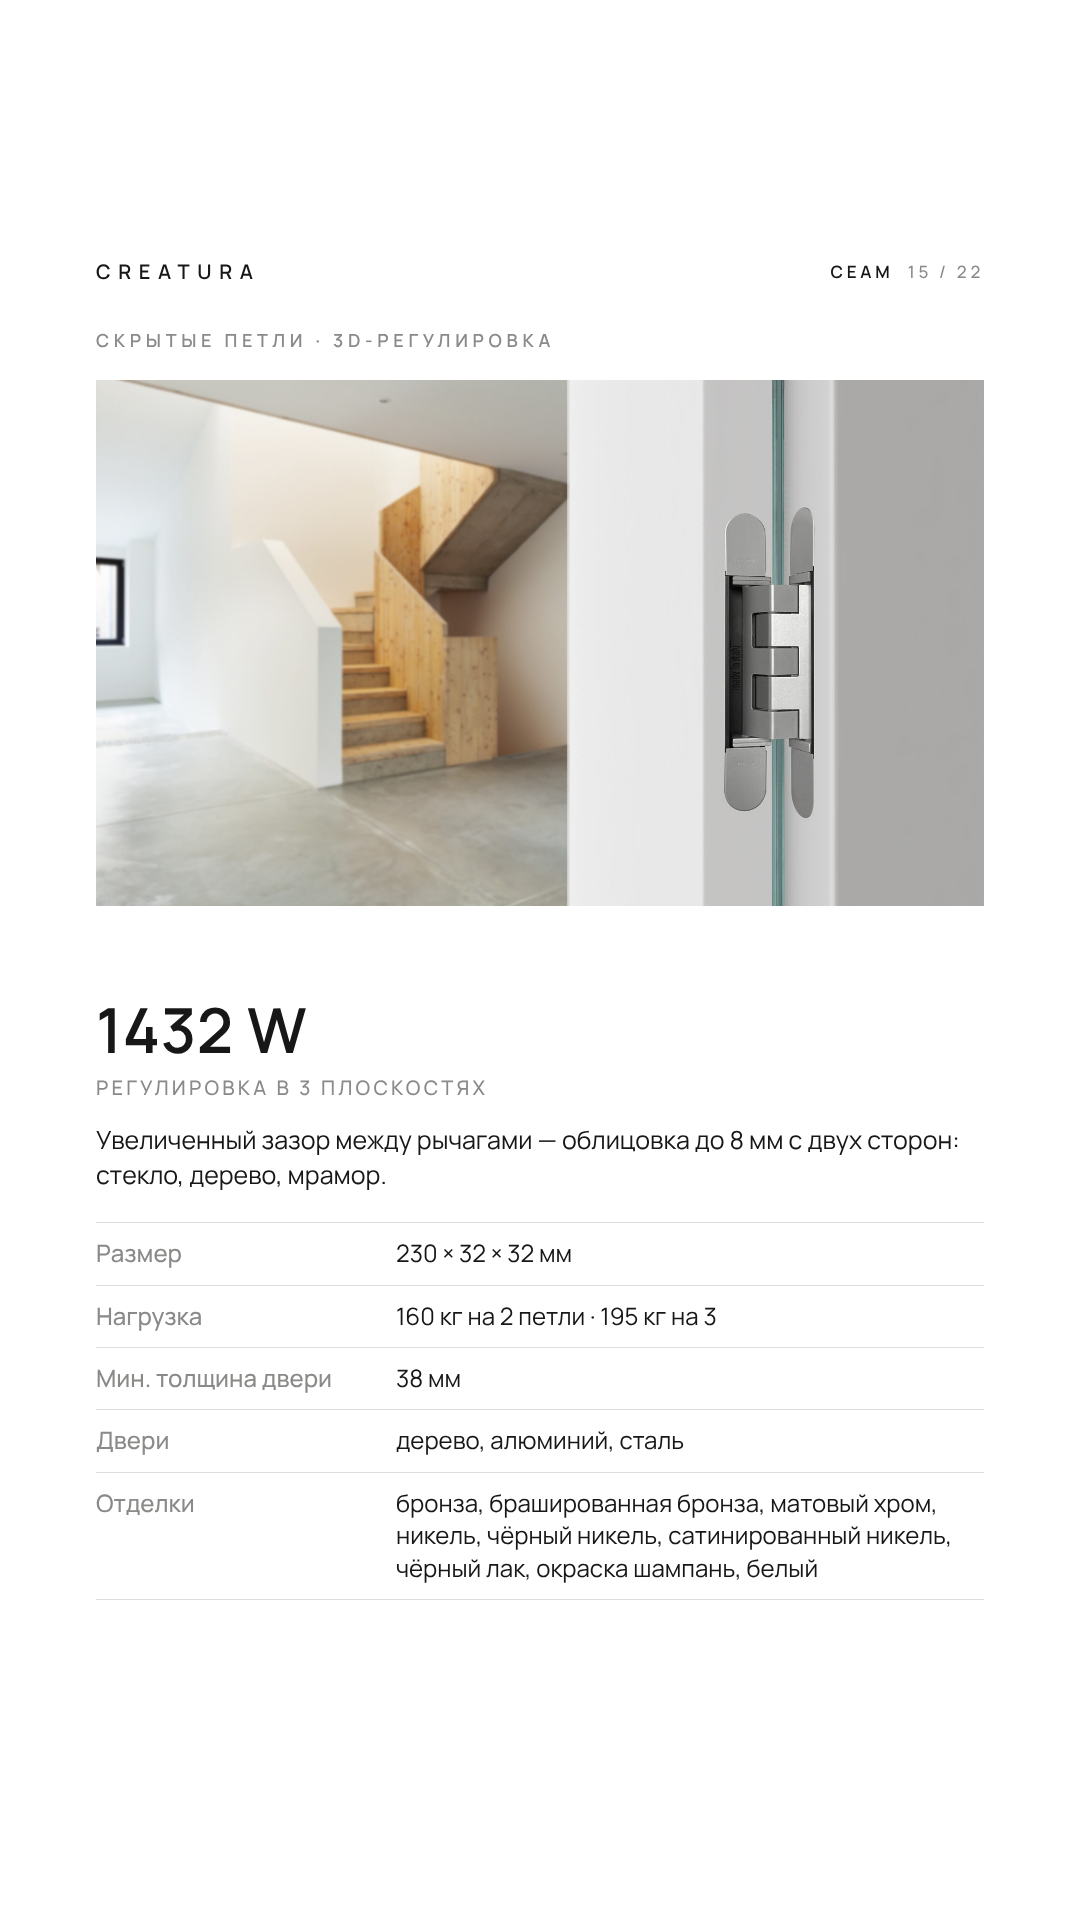 CREATURA
CEAM 15 / 22
СКРЫТЫЕ ПЕТЛИ · 3D-РЕГУЛИРОВКА
1432 W
РЕГУЛИРОВКА В 3 ПЛОСКОСТЯХ
Увеличенный зазор между рычагами — облицовка до 8 мм с двух сторон:
стекло, дерево, мрамор.
Размер 230 × 32 × 32 мм
Нагрузка 160 кг на 2 петли · 195 кг на 3
Мин. толщина двери 38 мм
Двери дерево, алюминий, сталь
Отделки бронза, брашированная бронза, матовый хром,
никель, чёрный никель, сатинированный никель,
чёрный лак, окраска шампань, белый